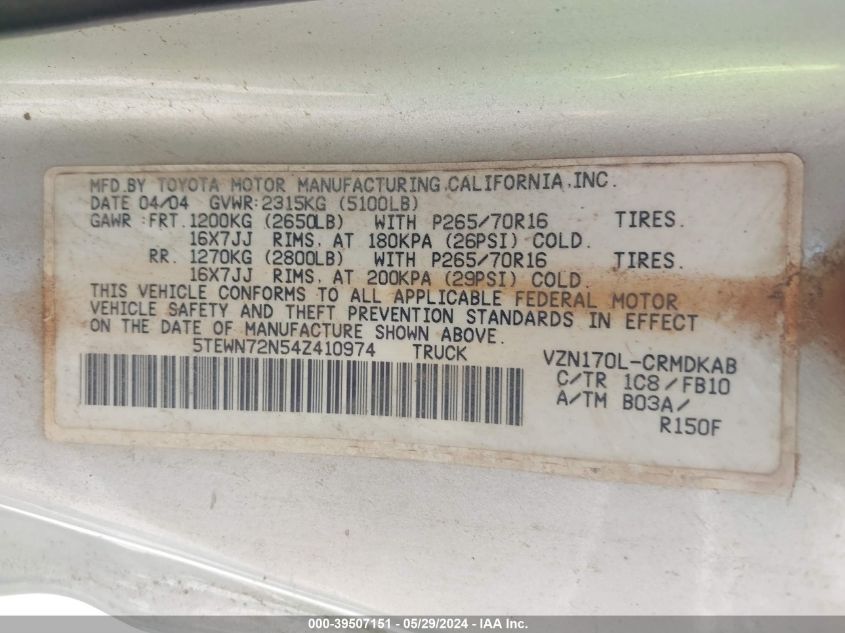 MFD.BY TOYOTA MOTOR MANUFACTURING,CALIFORNIA,INC.
DATE 04/04 GVWR:2315KG (5100LB)
GAWR :FRT. 1200KG (2650LB) WITH P265/70R16 TIRES.
16X7JJ RIMS, AT 180KPA (26PSI) COLD.
RR. 1270KG (2800LB) WITH P265/70R16 TIRES.
16X7JJ RIMS, AT 200KPA (29PSI) COLD.
THIS VEHICLE CONFORMS TO ALL APPLICABLE FEDERAL MOTOR
VEHICLE SAFETY AND THEFT PREVENTION STANDARDS IN EFFECT
ON THE DATE OF MANUFACTURE SHOWN ABOVE.
5TEWN72N54Z410974 TRUCK VZN170L-CRMDKAB
C/TR 1C8/FB10
A/TM B03A/
R150F
000-39507151 - 05/29/2024 - IAA Inc.